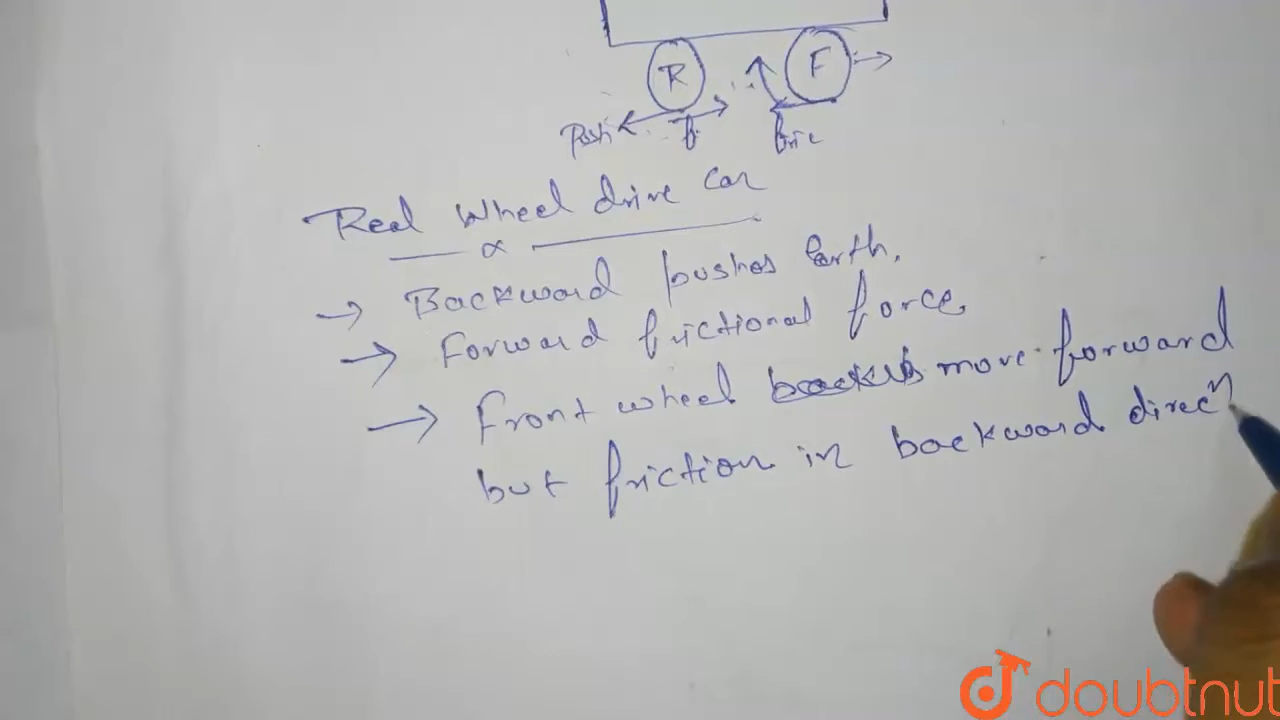 R
F
Push
fric
Real Wheel drive car
→ Backward pushes Earth.
→ Forward frictional force.
→ Front wheel move forward
but friction in backward direcⁿ
doubtnut